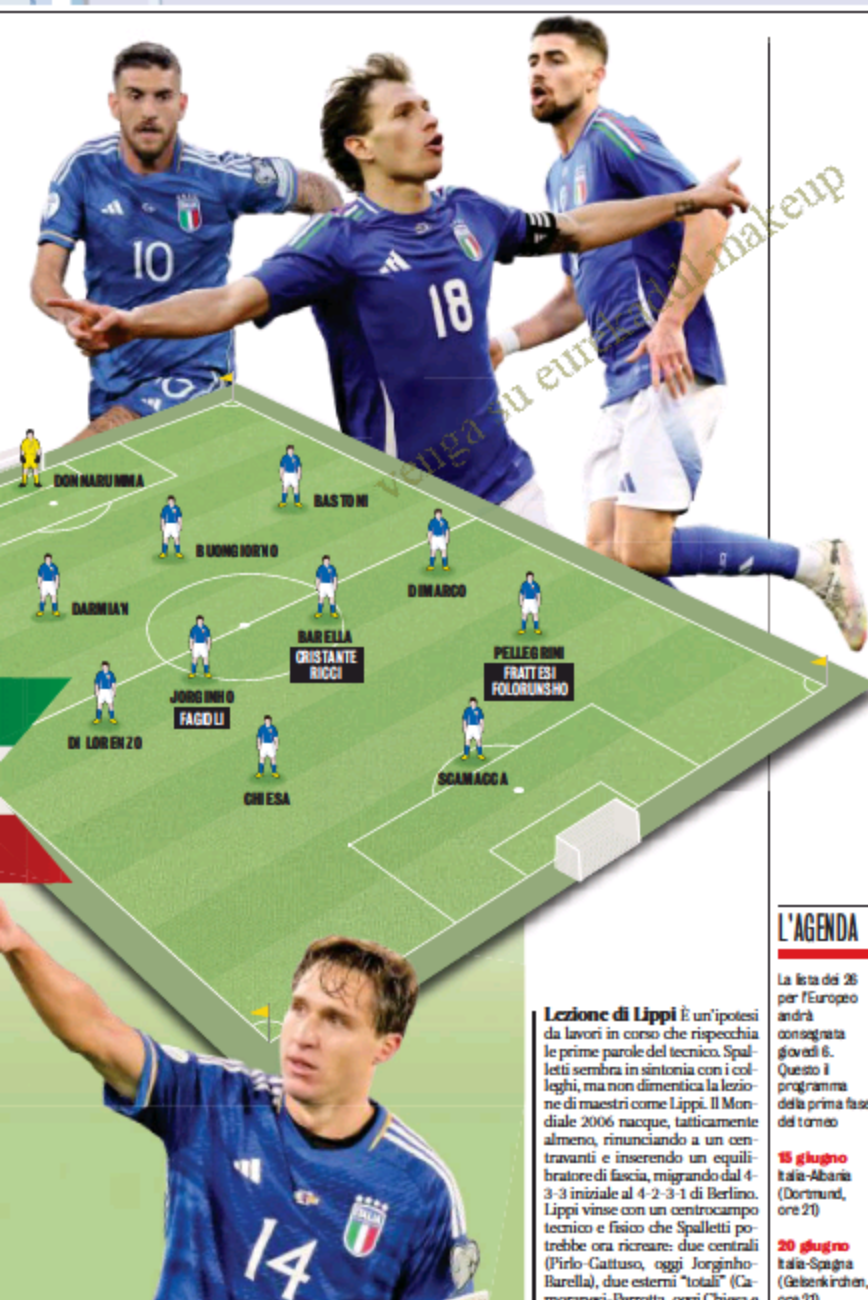 10
18
venga su eurekaddl.makeup
DONNARUMMA
BASTONI
BUONGIORNO
DIMARCO
DARMIAN
BARELLA
CRISTANTE
RICCI
PELLEGRINI
FRATTESI
FOLORUNSHO
JORGINHO
FAGIOLI
DI LORENZO
SCAMACCA
CHIESA
ITALIA
14
Lezione di Lippi È un'ipotesi
da lavori in corso che rispecchia
le prime parole del tecnico. Spal-
letti sembra in sintonia con i col-
leghi, ma non dimentica la lezio-
ne di maestri come Lippi. Il Mon-
diale 2006 nacque, tatticamente
almeno, rinunciando a un cen-
travanti e inserendo un equili-
bratore di fascia, migrando dal 4-
3-3 iniziale al 4-2-3-1 di Berlino.
Lippi vinse con un centrocampo
tecnico e fisico che Spalletti po-
trebbe ora ricreare: due centrali
(Pirlo-Gattuso, oggi Jorginho-
Barella), due esterni "totali" (Ca-
moranesi-Perrotta, oggi Chiesa e
L'AGENDA
La lista dei 26
per l'Europeo
andrà
consegnata
giovedì 6.
Questo il
programma
della prima fase
del torneo
15 giugno
Italia-Albania
(Dortmund,
ore 21)
20 giugno
Italia-Spagna
(Gelsenkirchen,
ore 21)